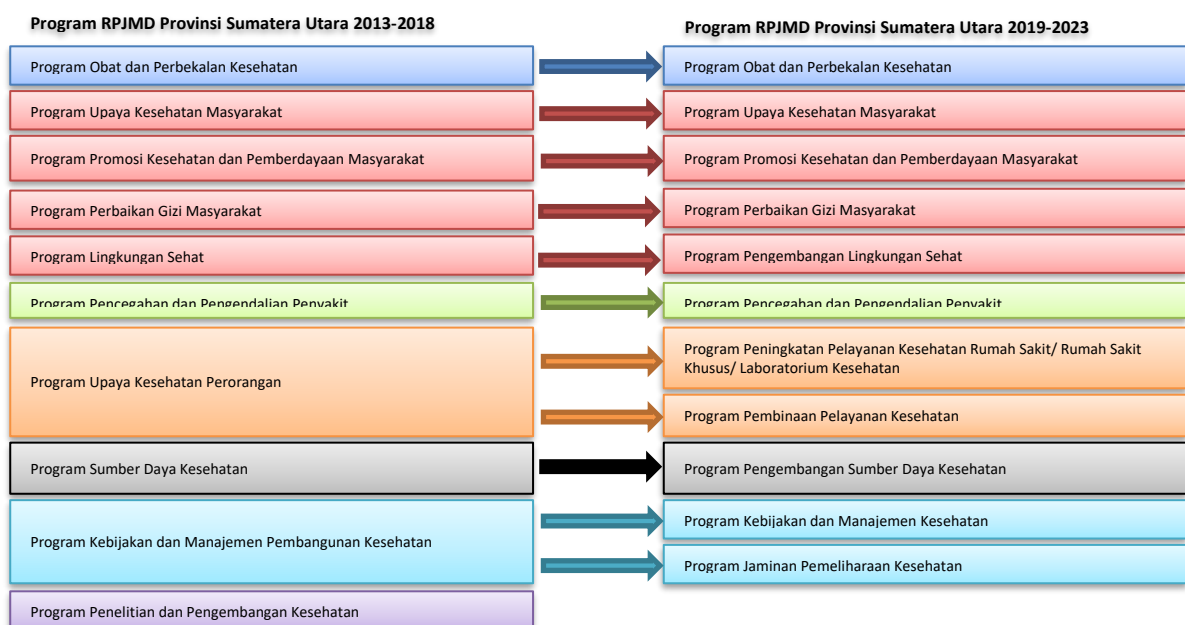 Program RPJMD Provinsi Sumatera Utara 2013-2018
Program Obat dan Perbekalan Kesehatan
Program Upaya Kesehatan Masyarakat
Program Promosi Kesehatan dan Pemberdayaan Masyarakat
Program Perbaikan Gizi Masyarakat
Program Lingkungan Sehat
Program Pencegahan dan Pengendalian Penyakit
Program Upaya Kesehatan Perorangan
Program Sumber Daya Kesehatan
Program Kebijakan dan Manajemen Pembangunan Kesehatan
Program Penelitian dan Pengembangan Kesehatan
Program RPJMD Provinsi Sumatera Utara 2019-2023
Program Obat dan Perbekalan Kesehatan
Program Upaya Kesehatan Masyarakat
Program Promosi Kesehatan dan Pemberdayaan Masyarakat
Program Perbaikan Gizi Masyarakat
Program Pengembangan Lingkungan Sehat
Program Pencegahan dan Pengendalian Penyakit
Program Peningkatan Pelayanan Kesehatan Rumah Sakit/ Rumah Sakit
Khusus/ Laboratorium Kesehatan
Program Pembinaan Pelayanan Kesehatan
Program Pengembangan Sumber Daya Kesehatan
Program Kebijakan dan Manajemen Kesehatan
Program Jaminan Pemeliharaan Kesehatan